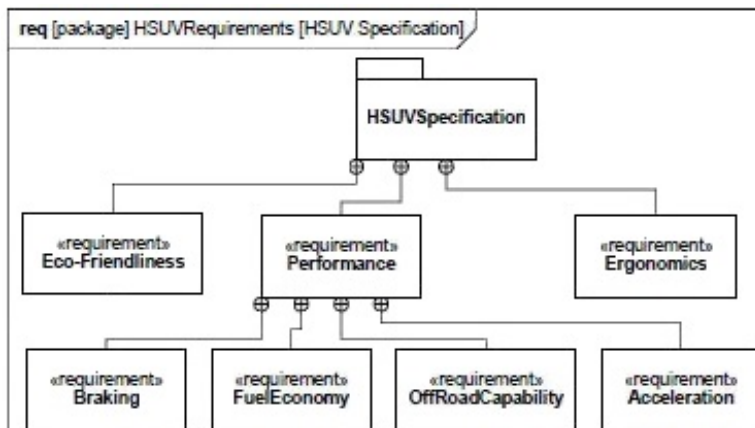 req [package] HSUVRequirements [HSUV Specification]
HSUVSpecification
«requirement»
Eco-Friendliness
«requirement»
Performance
«requirement»
Ergonomics
«requirement»
Braking
«requirement»
FuelEconomy
«requirement»
OffRoadCapability
«requirement»
Acceleration